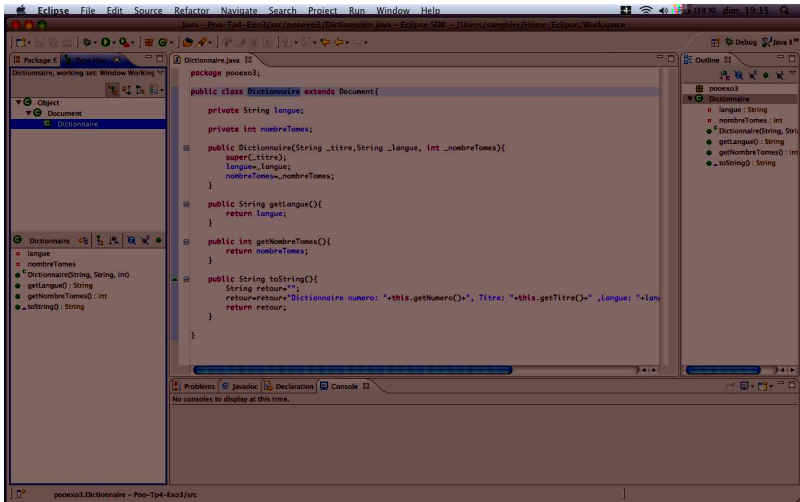 Eclipse File Edit Source Refactor Navigate Search Project Run Window Help (38%) dim. 19:15
Java – Poo-Tp4-Exo3/src/pooexo3/Dictionnaire.java – Eclipse SDK – /Users/sangnier/Home/Eclipse/Workspace
Debug Java
Package E Type Hier
Dictionnaire, working set: Window Working
Object
Document
Dictionnaire
Dictionnaire
langue
nombreTomes
Dictionnaire(String, String, int)
getLangue() : String
getNombreTomes() : int
toString() : String
Dictionnaire.java
package pooexo3;
public class Dictionnaire extends Document{
private String langue;
private int nombreTomes;
public Dictionnaire(String _titre,String _langue, int _nombreTomes){
super(_titre);
langue=_langue;
nombreTomes=_nombreTomes;
}
public String getLangue(){
return langue;
}
public int getNombreTomes(){
return nombreTomes;
}
public String toString(){
String retour="";
retour=retour+"Dictionnaire numero: "+this.getNumero()+", Titre: "+this.getTitre()+" ,Langue: "+lang
return retour;
}
}
Outline
pooexo3
Dictionnaire
langue : String
nombreTomes : int
Dictionnaire(String, Stri
getLangue() : String
getNombreTomes() : int
toString() : String
Problems Javadoc Declaration Console
No consoles to display at this time.
pooexo3.Dictionnaire – Poo-Tp4-Exo3/src